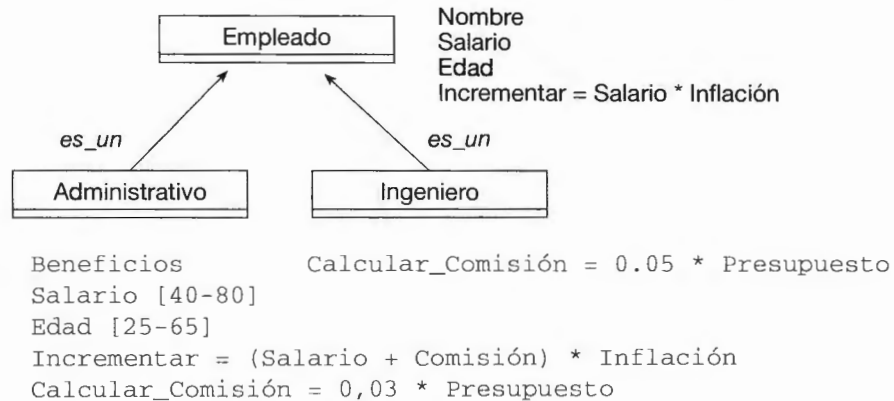 Empleado
Nombre
Salario
Edad
Incrementar = Salario * Inflación
es_un
es_un
Administrativo
Ingeniero
Beneficios
Calcular_Comisión = 0.05 * Presupuesto
Salario [40-80]
Edad [25-65]
Incrementar = (Salario + Comisión) * Inflación
Calcular_Comisión = 0,03 * Presupuesto